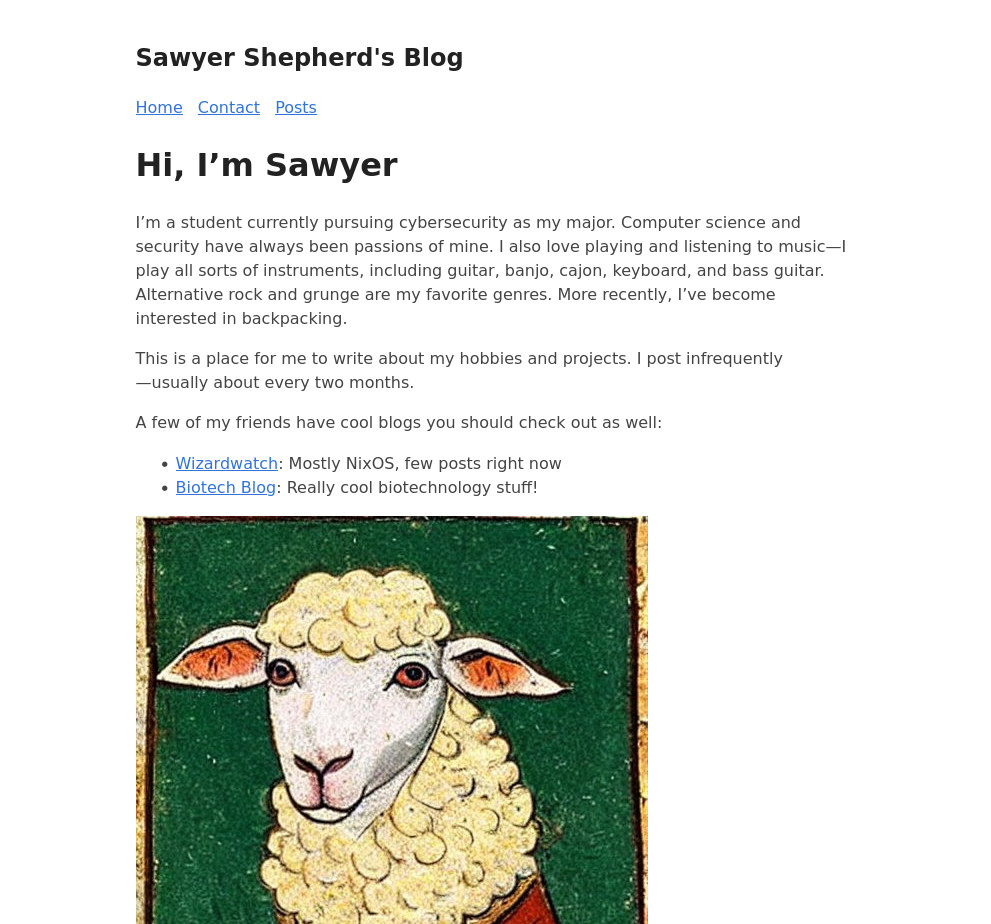 Sawyer Shepherd's Blog
Home Contact Posts
Hi, I’m Sawyer
I’m a student currently pursuing cybersecurity as my major. Computer science and
security have always been passions of mine. I also love playing and listening to music—I
play all sorts of instruments, including guitar, banjo, cajon, keyboard, and bass guitar.
Alternative rock and grunge are my favorite genres. More recently, I’ve become
interested in backpacking.
This is a place for me to write about my hobbies and projects. I post infrequently
—usually about every two months.
A few of my friends have cool blogs you should check out as well:
• Wizardwatch: Mostly NixOS, few posts right now
• Biotech Blog: Really cool biotechnology stuff!